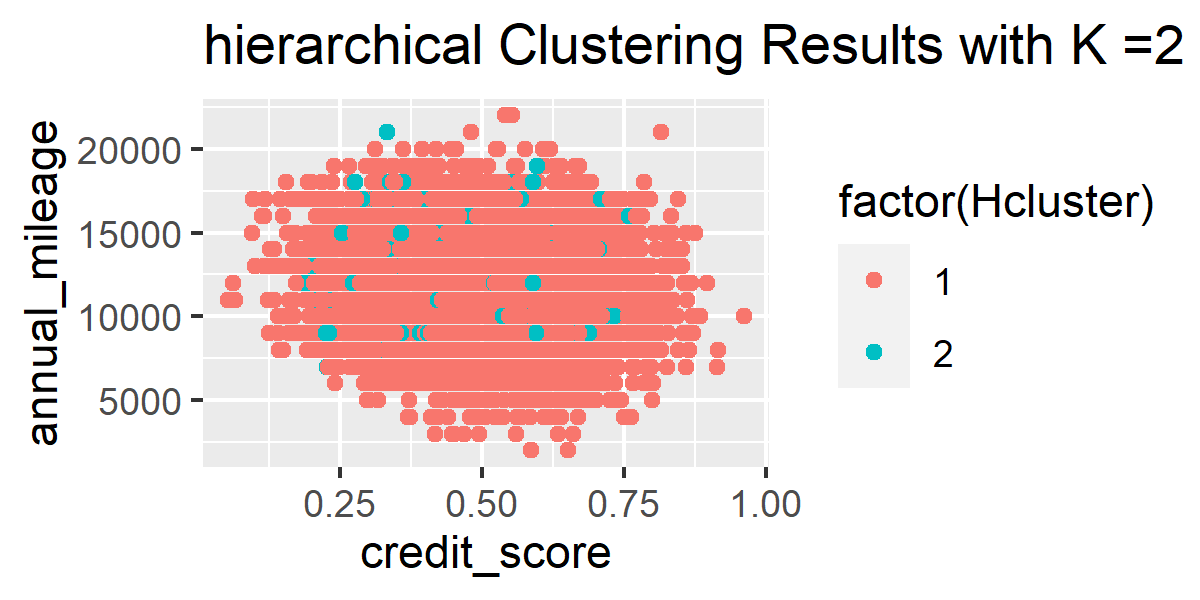 hierarchical Clustering Results with K =2
annual_mileage
20000
15000
10000
5000
0.25 0.50 0.75 1.00
credit_score
factor(Hcluster)
1
2